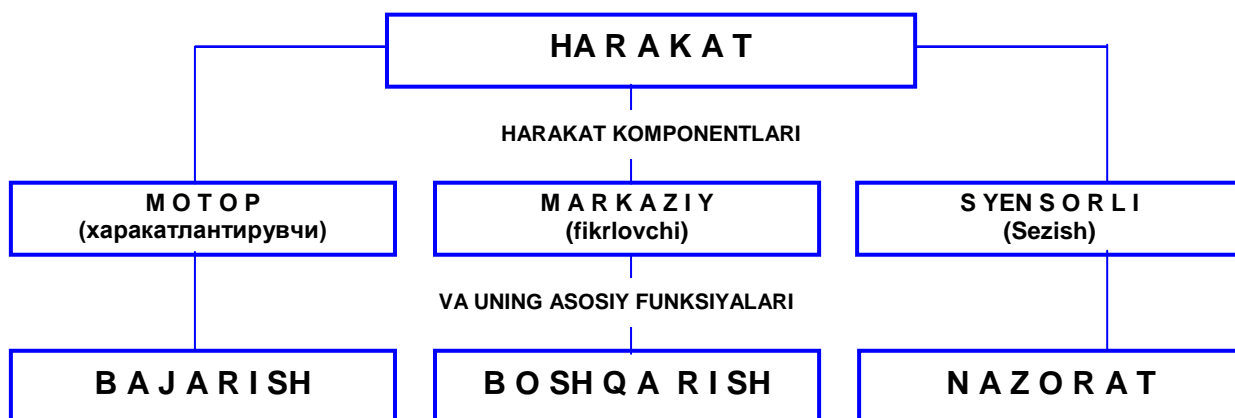 HA R A K A T
HARAKAT KOMPONENTLARI
М О Т О Р
(харакатлантирувчи)
M A R K A Z I Y
(fikrlovchi)
S YEN S O R L I
(Sezish)
VA UNING ASOSIY FUNKSIYALARI
B A J A R I SH
B O SH Q A R I SH
N A Z O R A T